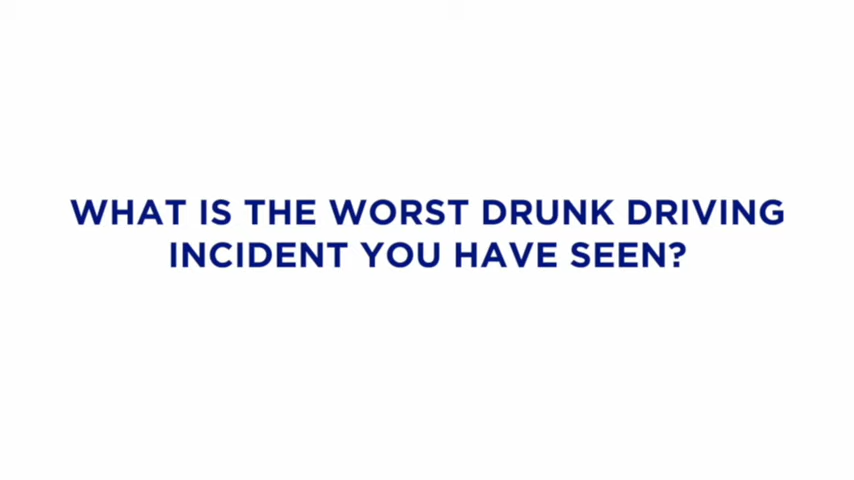 WHAT IS THE WORST DRUNK DRIVING
INCIDENT YOU HAVE SEEN?